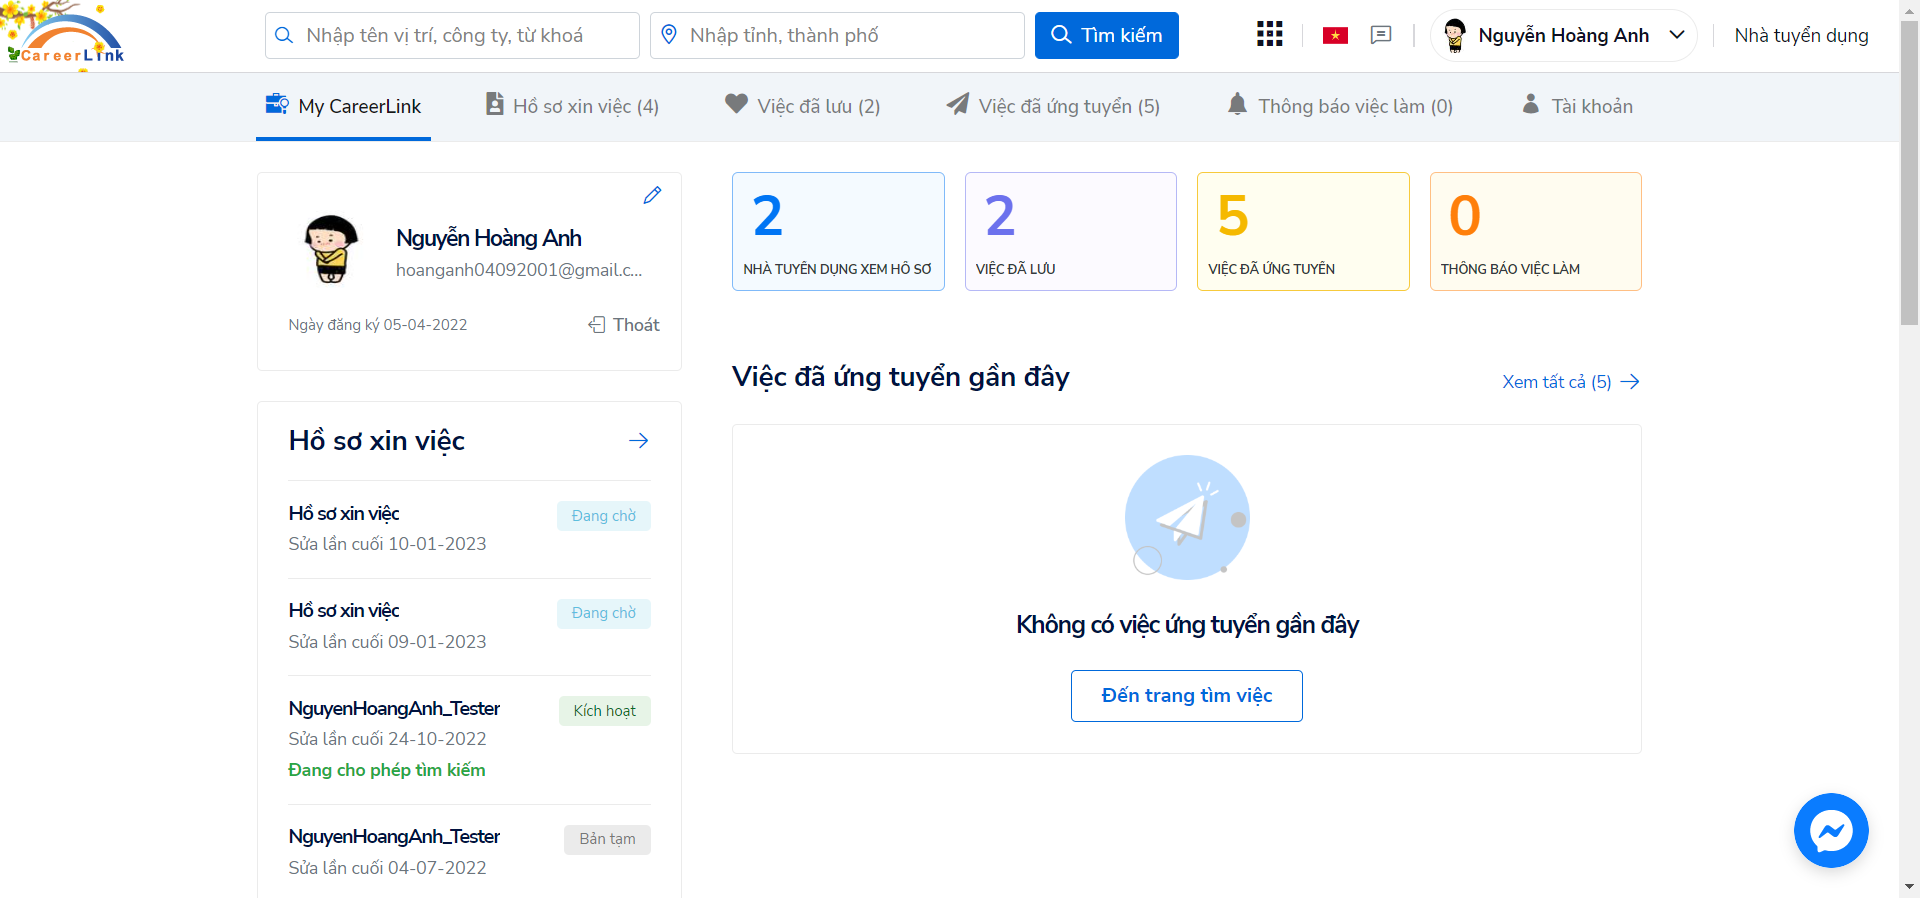 CareerLink
Nhập tên vị trí, công ty, từ khoá
Nhập tỉnh, thành phố
Tìm kiếm
Nguyễn Hoàng Anh
Nhà tuyển dụng
My CareerLink
Hồ sơ xin việc (4)
Việc đã lưu (2)
Việc đã ứng tuyển (5)
Thông báo việc làm (0)
Tài khoản
Nguyễn Hoàng Anh
hoanganh04092001@gmail.c...
Ngày đăng ký 05-04-2022
Thoát
2
NHÀ TUYỂN DỤNG XEM HỒ SƠ
2
VIỆC ĐÃ LƯU
5
VIỆC ĐÃ ỨNG TUYỂN
0
THÔNG BÁO VIỆC LÀM
Việc đã ứng tuyển gần đây
Xem tất cả (5)
Không có việc ứng tuyển gần đây
Đến trang tìm việc
Hồ sơ xin việc
Hồ sơ xin việc
Đang chờ
Sửa lần cuối 10-01-2023
Hồ sơ xin việc
Đang chờ
Sửa lần cuối 09-01-2023
NguyenHoangAnh_Tester
Kích hoạt
Sửa lần cuối 24-10-2022
Đang cho phép tìm kiếm
NguyenHoangAnh_Tester
Bản tạm
Sửa lần cuối 04-07-2022